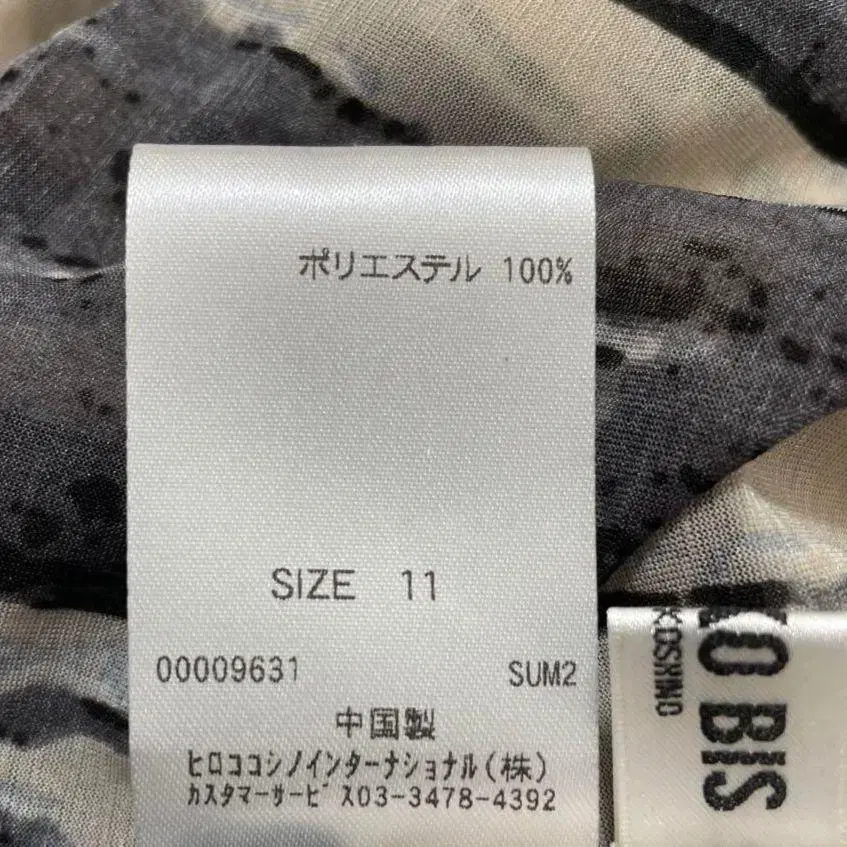 ポリエステル 100%
SIZE 11
00009631 SUM2
中国製
ヒロココシノインターナショナル(株)
カスタマーサービス03-3478-4392
KO BIS